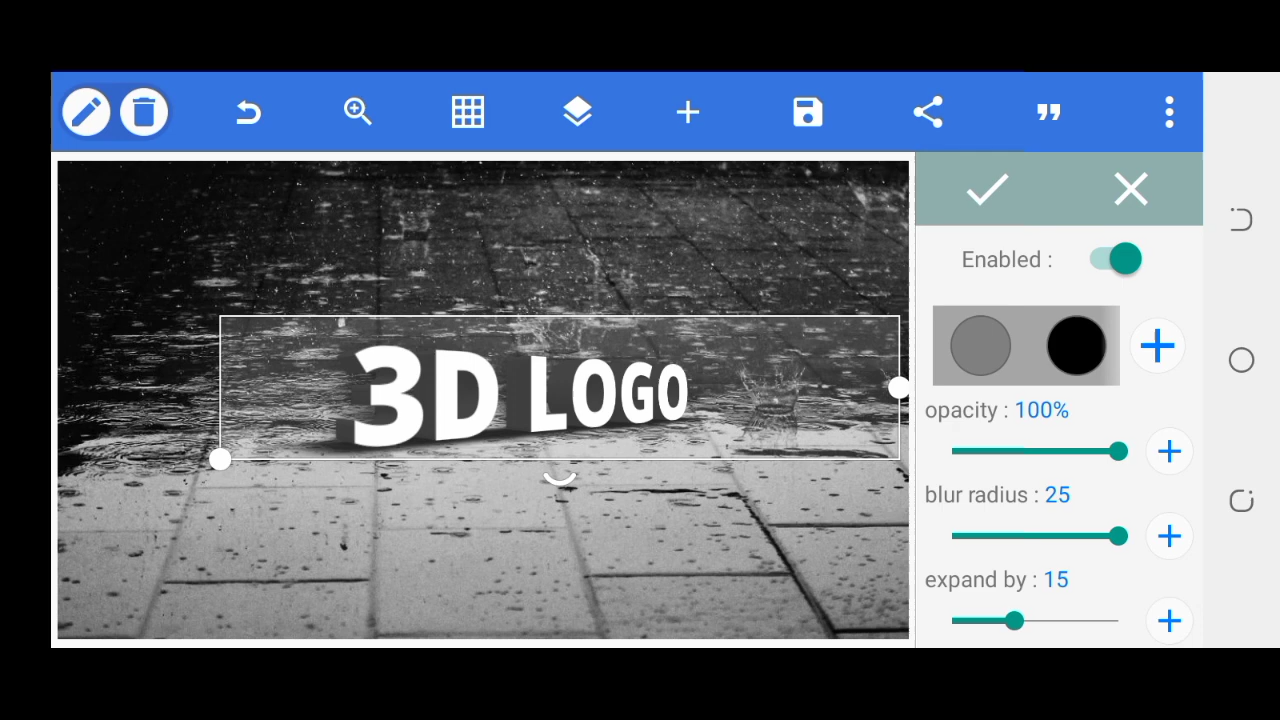 Enabled :
3D LOGO
opacity : 100%
blur radius : 25
expand by : 15